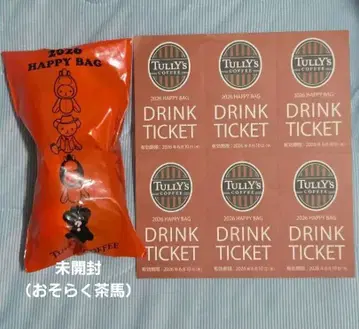 2026
HAPPY BAG
TULLY'S COFFEE
未開封
（おそらく茶馬）
TULLY'S
COFFEE
2026 HAPPY BAG
DRINK
TICKET
TULLY'S
COFFEE
2026 HAPPY BAG
DRINK
TICKET
TULLY'S
COFFEE
2026 HAPPY BAG
DRINK
TICKET
TULLY'S
COFFEE
2026 HAPPY BAG
DRINK
TICKET
TULLY'S
COFFEE
2026 HAPPY BAG
DRINK
TICKET
TULLY'S
COFFEE
2026 HAPPY BAG
DRINK
TICKET